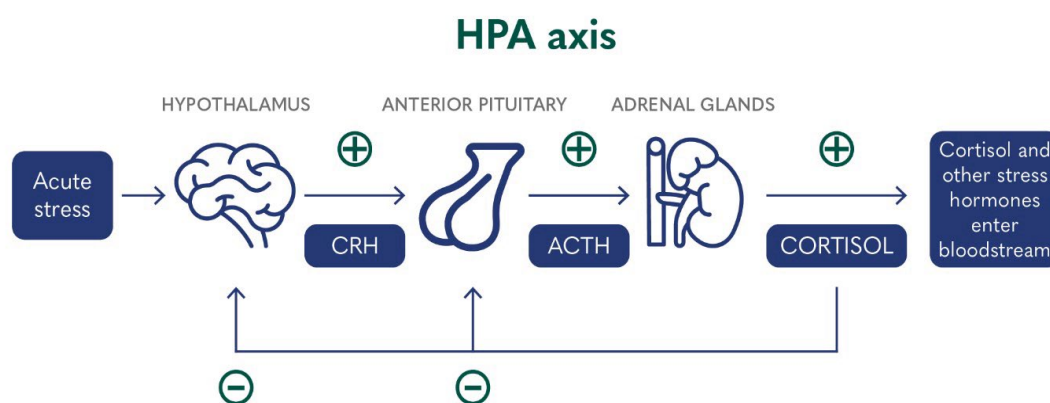 HPA axis
HYPOTHALAMUS
ANTERIOR PITUITARY
ADRENAL GLANDS
Acute
stress
+
+
+
CRH
ACTH
CORTISOL
Cortisol and
other stress
hormones
enter
bloodstream
−
−